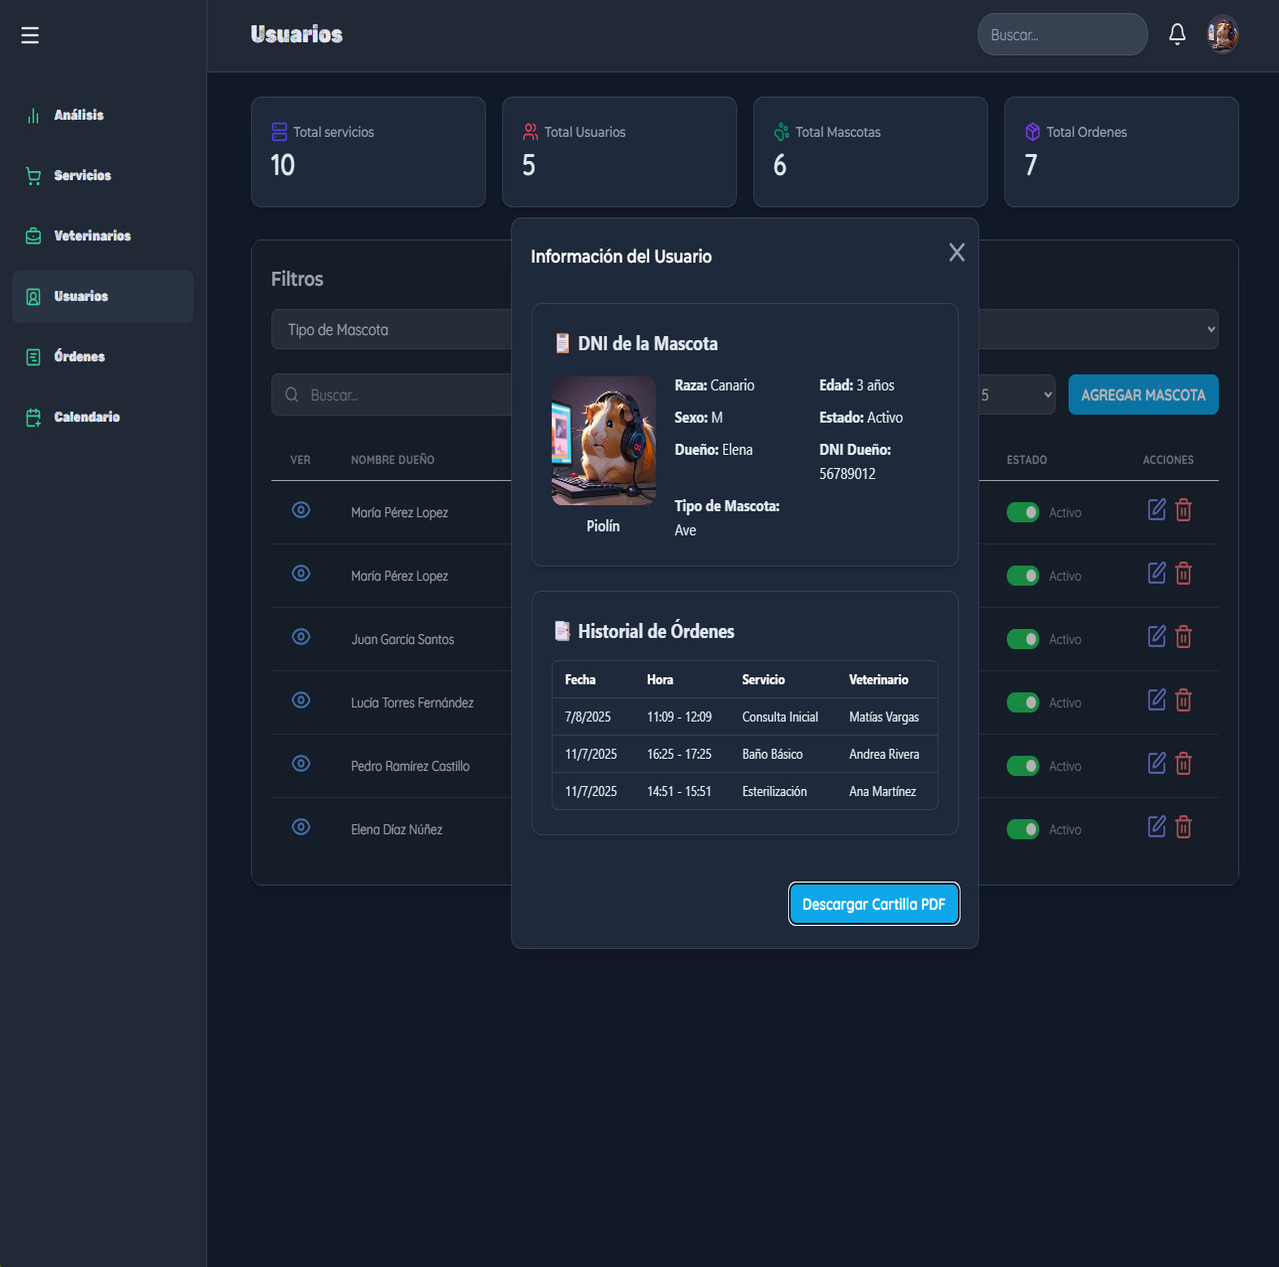 Usuarios
Buscar...
Análisis
Servicios
Veterinarios
Usuarios
Órdenes
Calendario
Total servicios
10
Total Usuarios
5
Total Mascotas
6
Total Ordenes
7
Filtros
Tipo de Mascota
Buscar...
5
AGREGAR MASCOTA
VER NOMBRE DUEÑO ESTADO ACCIONES
María Pérez Lopez Activo
María Pérez Lopez Activo
Juan García Santos Activo
Lucía Torres Fernández Activo
Pedro Ramírez Castillo Activo
Elena Díaz Núñez Activo
Información del Usuario
DNI de la Mascota
Raza: Canario Edad: 3 años
Sexo: M Estado: Activo
Dueño: Elena DNI Dueño:
56789012
Tipo de Mascota:
Ave
Piolín
Historial de Órdenes
Fecha Hora Servicio Veterinario
7/8/2025 11:09 - 12:09 Consulta Inicial Matías Vargas
11/7/2025 16:25 - 17:25 Baño Básico Andrea Rivera
11/7/2025 14:51 - 15:51 Esterilización Ana Martínez
Descargar Cartilla PDF